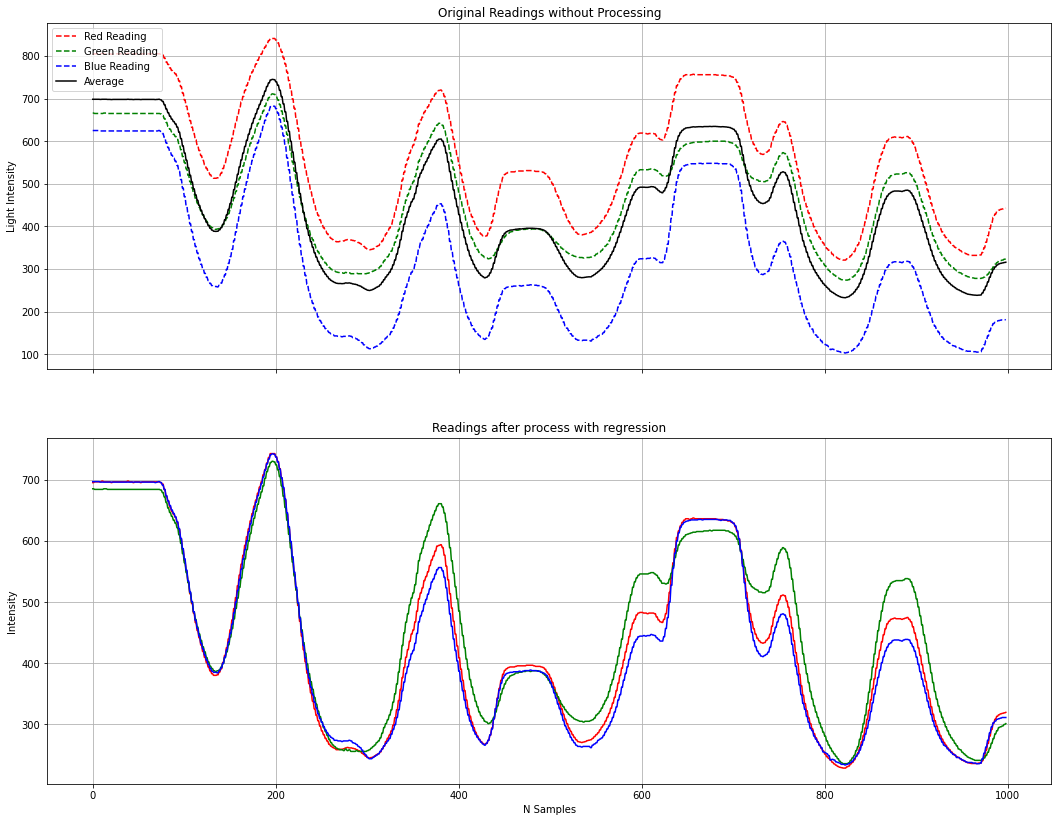 Original Readings without Processing
Red Reading
Green Reading
Blue Reading
Average
Light Intensity
800
700
600
500
400
300
200
100
Readings after process with regression
Intensity
700
600
500
400
300
0
200
400
600
800
1000
N Samples